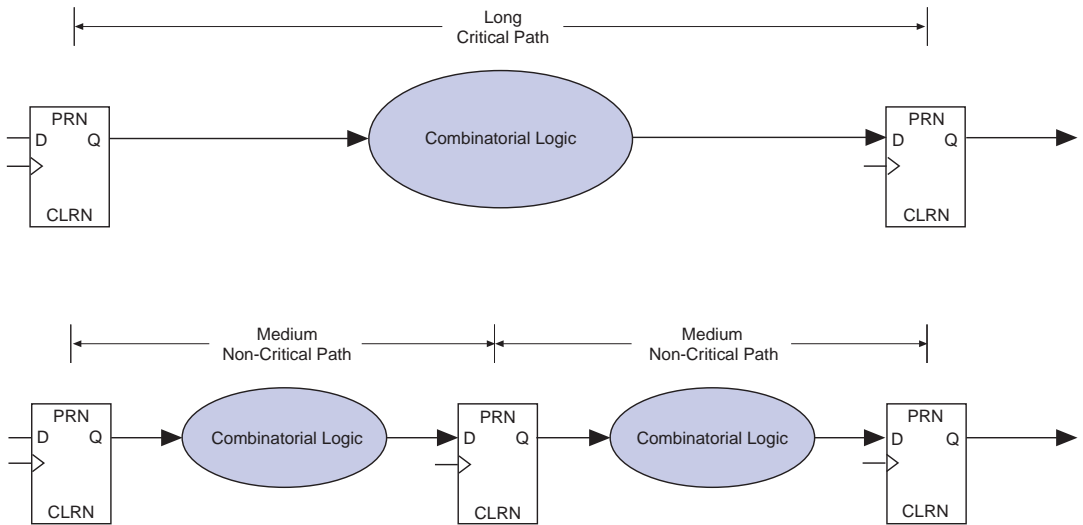 Long
Critical Path
PRN
D Q
CLRN
Combinatorial Logic
PRN
D Q
CLRN
Medium
Non-Critical Path
Medium
Non-Critical Path
PRN
D Q
CLRN
Combinatorial Logic
PRN
D Q
CLRN
Combinatorial Logic
PRN
D Q
CLRN